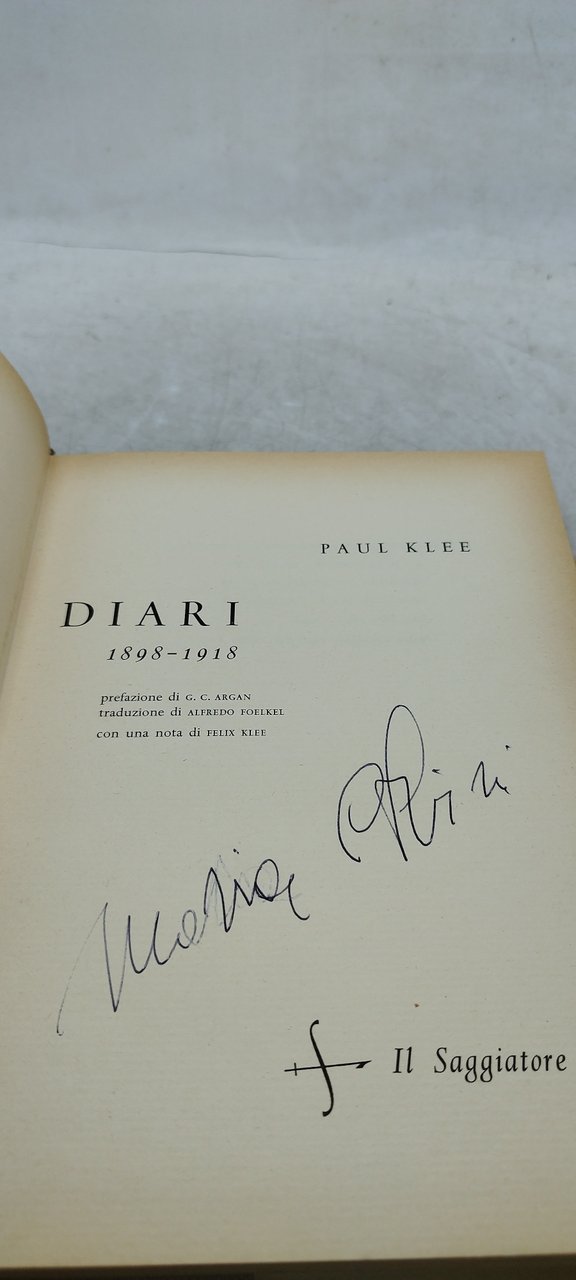 PAUL KLEE
DIARI
1898-1918
prefazione di G. C. ARGAN
traduzione di ALFREDO FOELKEL
con una nota di FELIX KLEE
Maria
Il Saggiatore